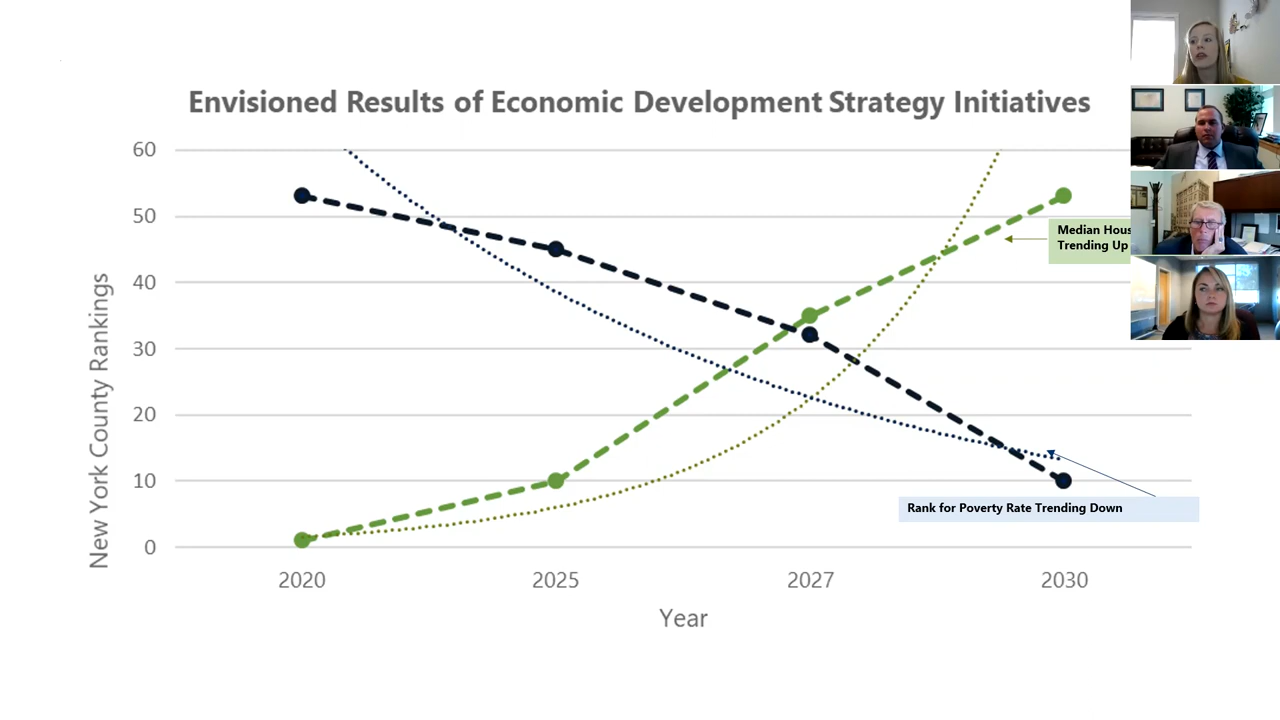 Envisioned Results of Economic Development Strategy Initiatives
60
50
40
30
20
10
0
New York County Rankings
2020 2025 2027 2030
Year
Median Hous
Trending Up
Rank for Poverty Rate Trending Down